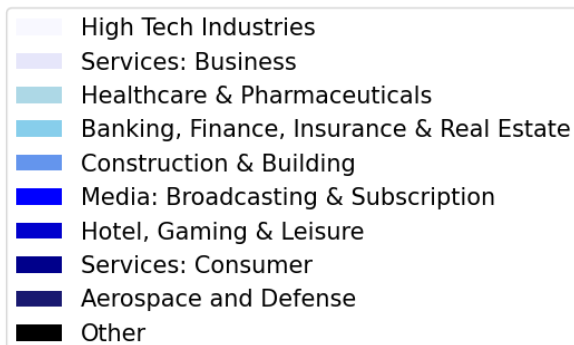 High Tech Industries
Services: Business
Healthcare & Pharmaceuticals
Banking, Finance, Insurance & Real Estate
Construction & Building
Media: Broadcasting & Subscription
Hotel, Gaming & Leisure
Services: Consumer
Aerospace and Defense
Other